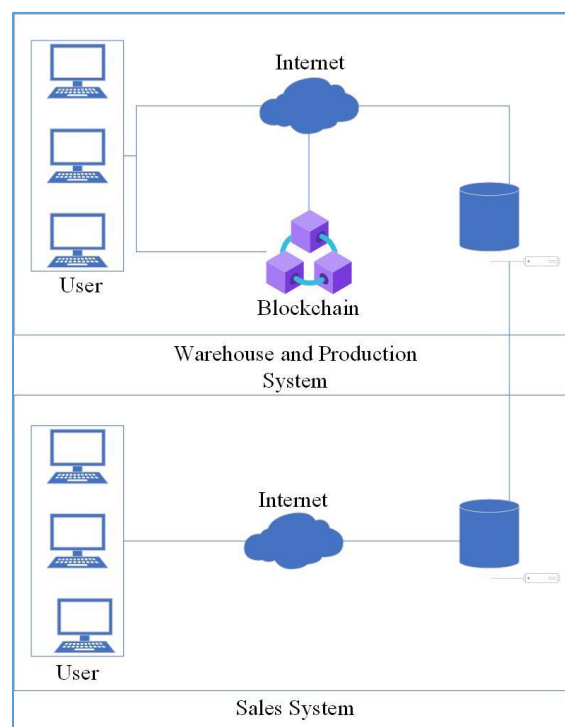 Internet
User
Blockchain
Warehouse and Production
System
Internet
User
Sales System